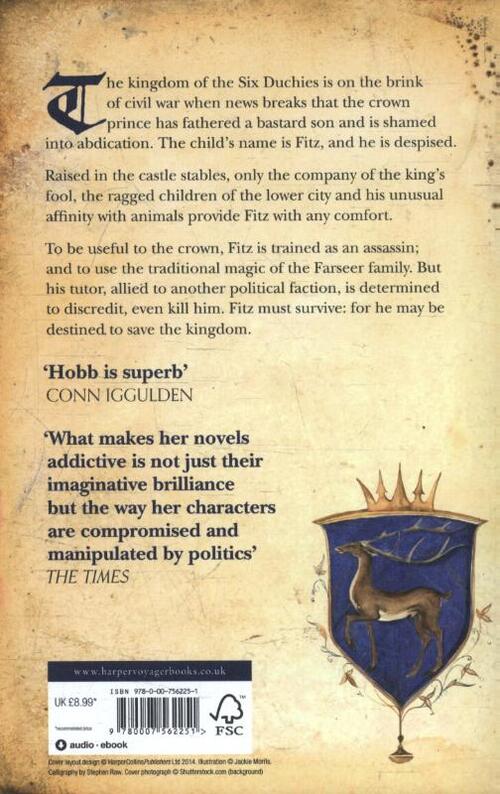 The kingdom of the Six Duchies is on the brink
of civil war when news breaks that the crown
prince has fathered a bastard son and is shamed
into abdication. The child's name is Fitz, and he is despised.
Raised in the castle stables, only the company of the king's
fool, the ragged children of the lower city and his unusual
affinity with animals provide Fitz with any comfort.
To be useful to the crown, Fitz is trained as an assassin;
and to use the traditional magic of the Farseer family. But
his tutor, allied to another political faction, is determined
to discredit, even kill him. Fitz must survive: for he may be
destined to save the kingdom.
‘Hobb is superb’
CONN IGGULDEN
‘What makes her novels
addictive is not just their
imaginative brilliance
but the way her characters
are compromised and
manipulated by politics’
THE TIMES
www.harpervoyagerbooks.co.uk
ISBN 978-0-00-756225-1
UK £8.99*
*recommended price
9 780007 562251 >
FSC
™
audio · ebook
Cover layout design © HarperCollinsPublishers Ltd 2014. Illustration © Jackie Morris.
Calligraphy by Stephen Raw. Cover photograph © Shutterstock.com (background)